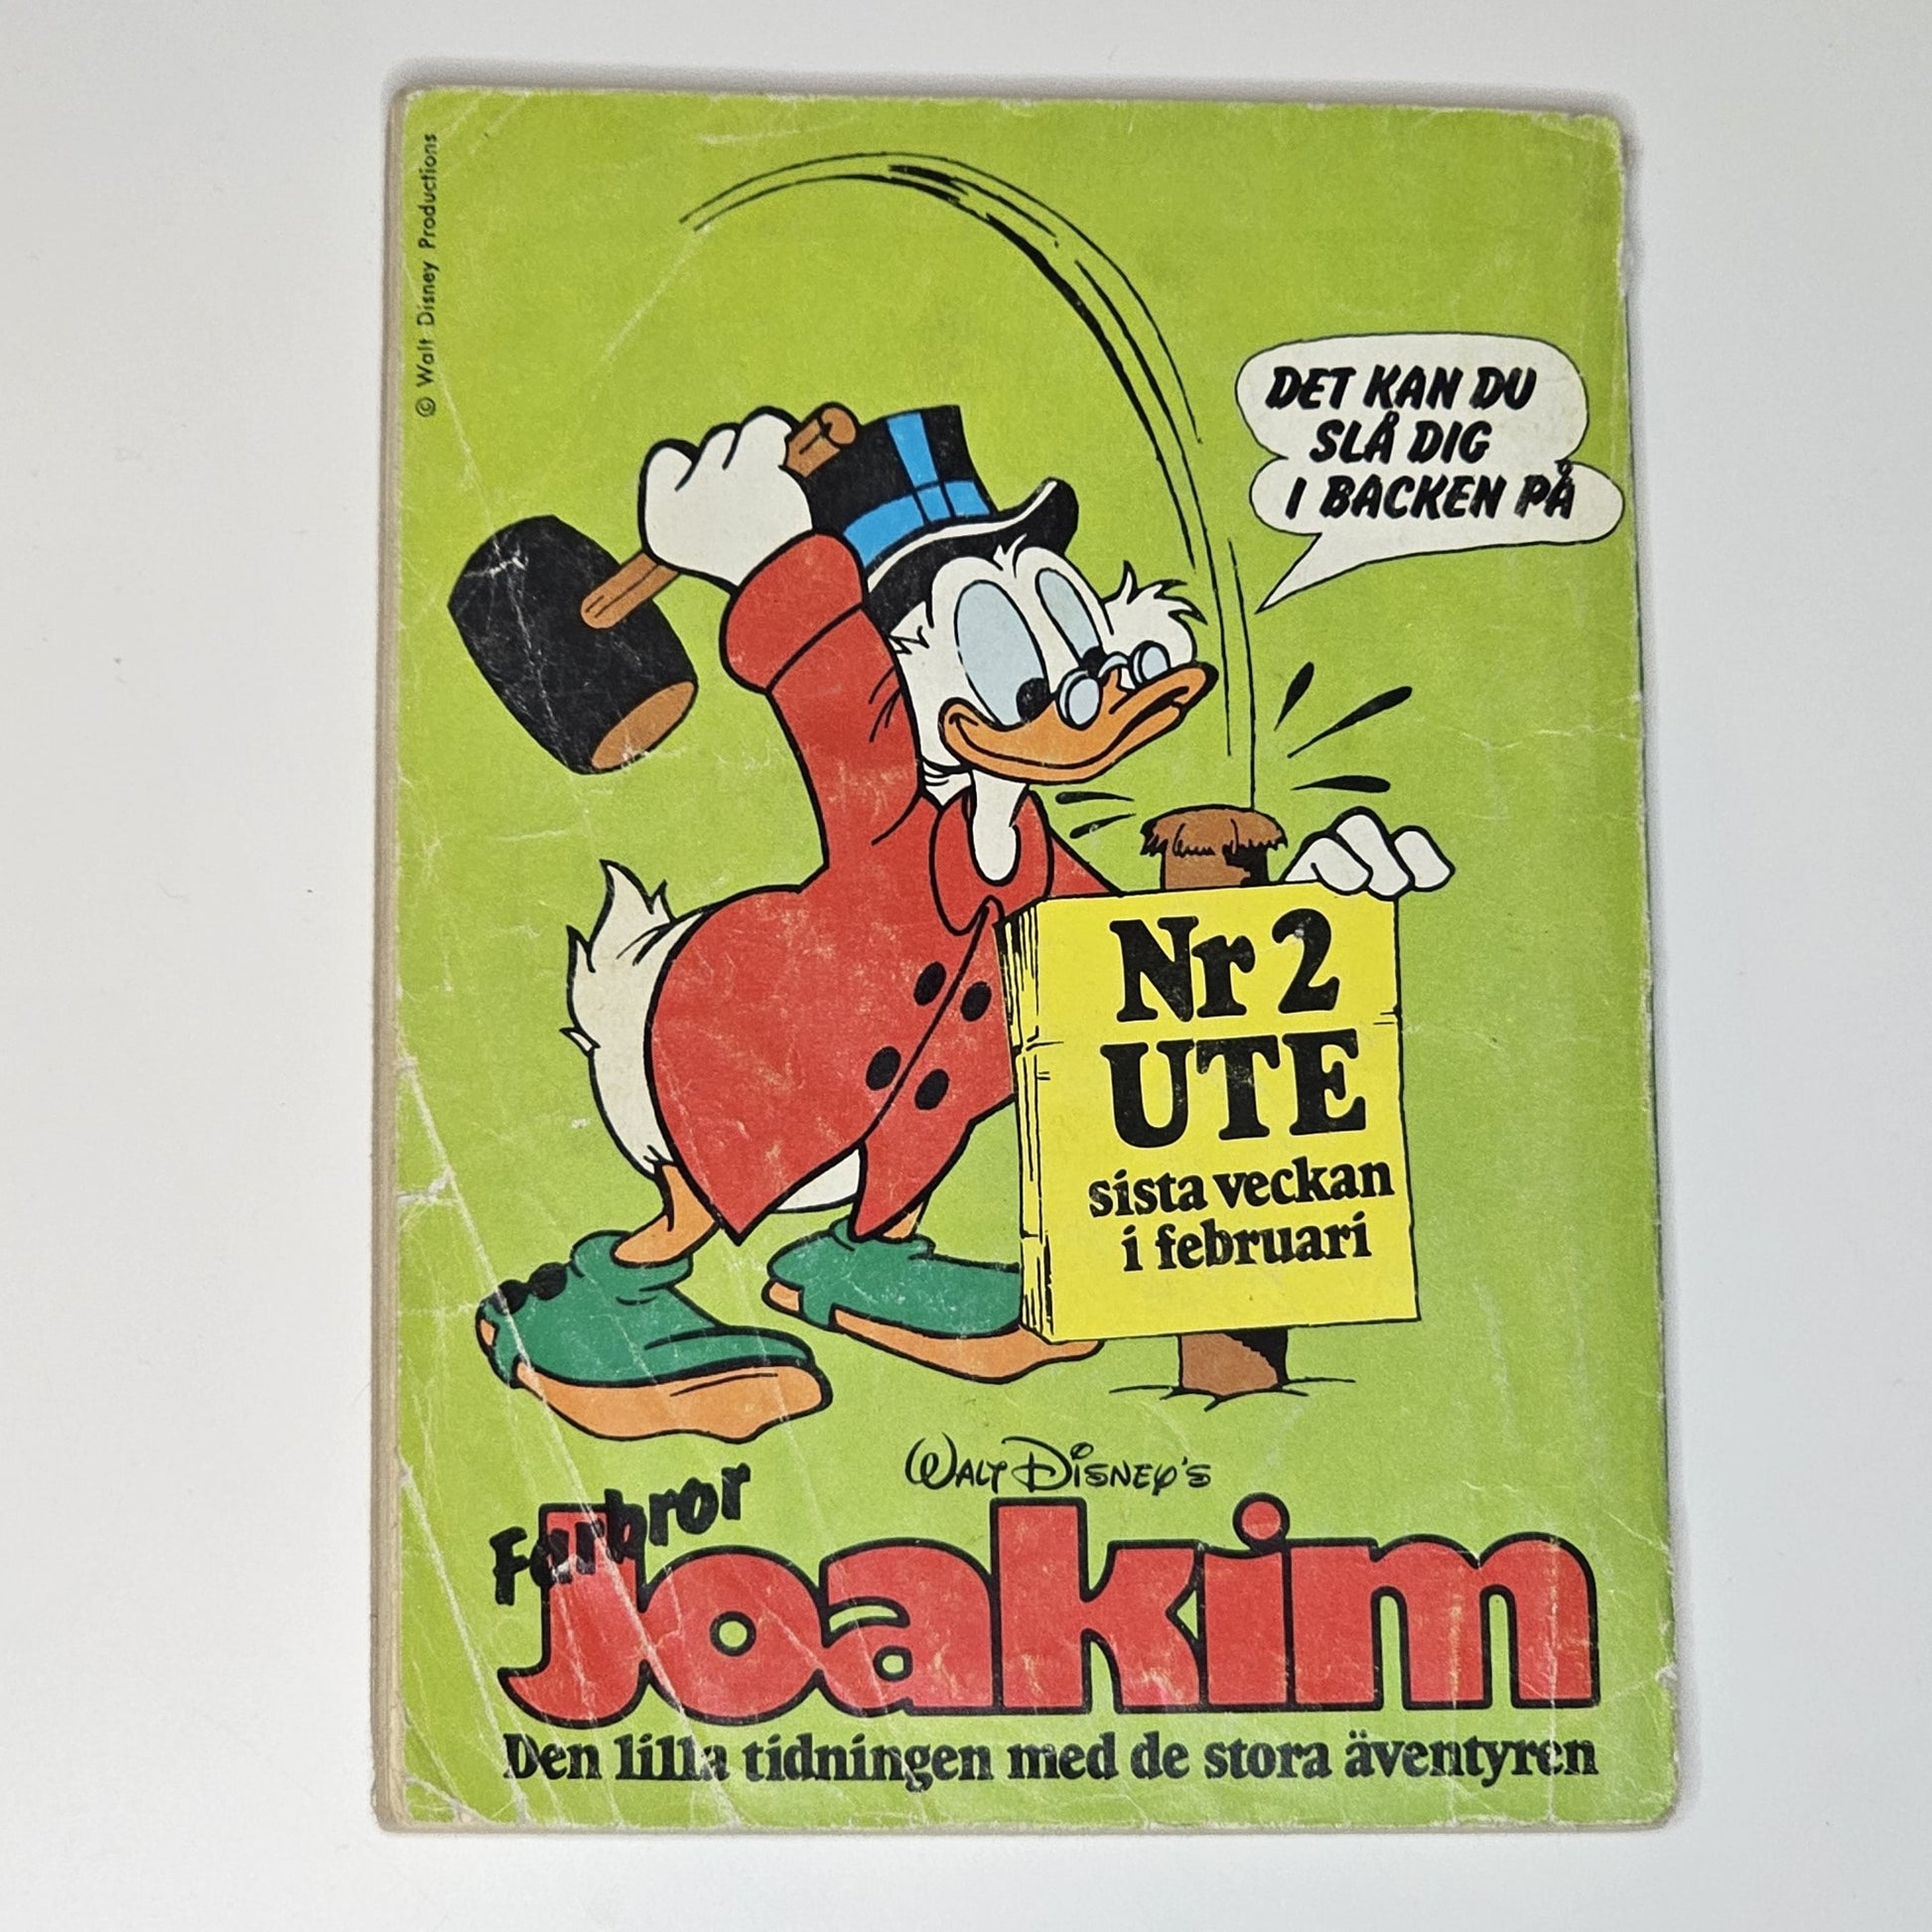 © Walt Disney Productions
DET KAN DU
SLÅ DIG
I BACKEN PÅ
Nr 2
UTE
sista veckan
i februari
WALT DISNEY'S
Farbror
Joakim
Den lilla tidningen med de stora äventyren